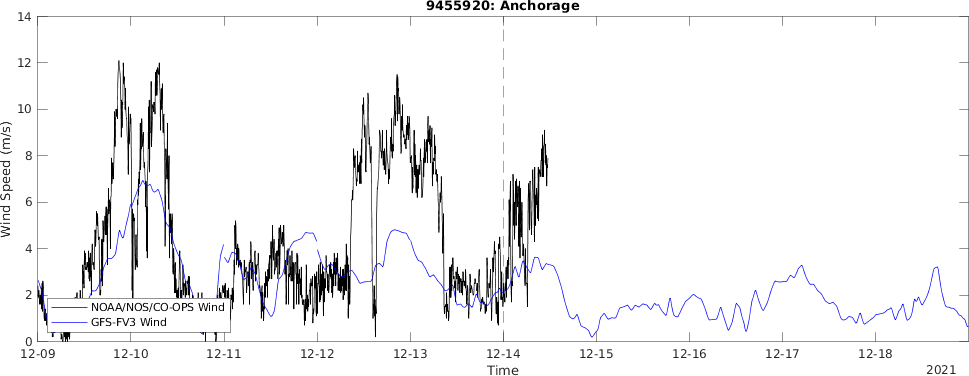 9455920: Anchorage
14
12
10
8
6
4
2
0
Wind Speed (m/s)
NOAA/NOS/CO-OPS Wind
GFS-FV3 Wind
12-09 12-10 12-11 12-12 12-13 12-14 12-15 12-16 12-17 12-18
Time
2021